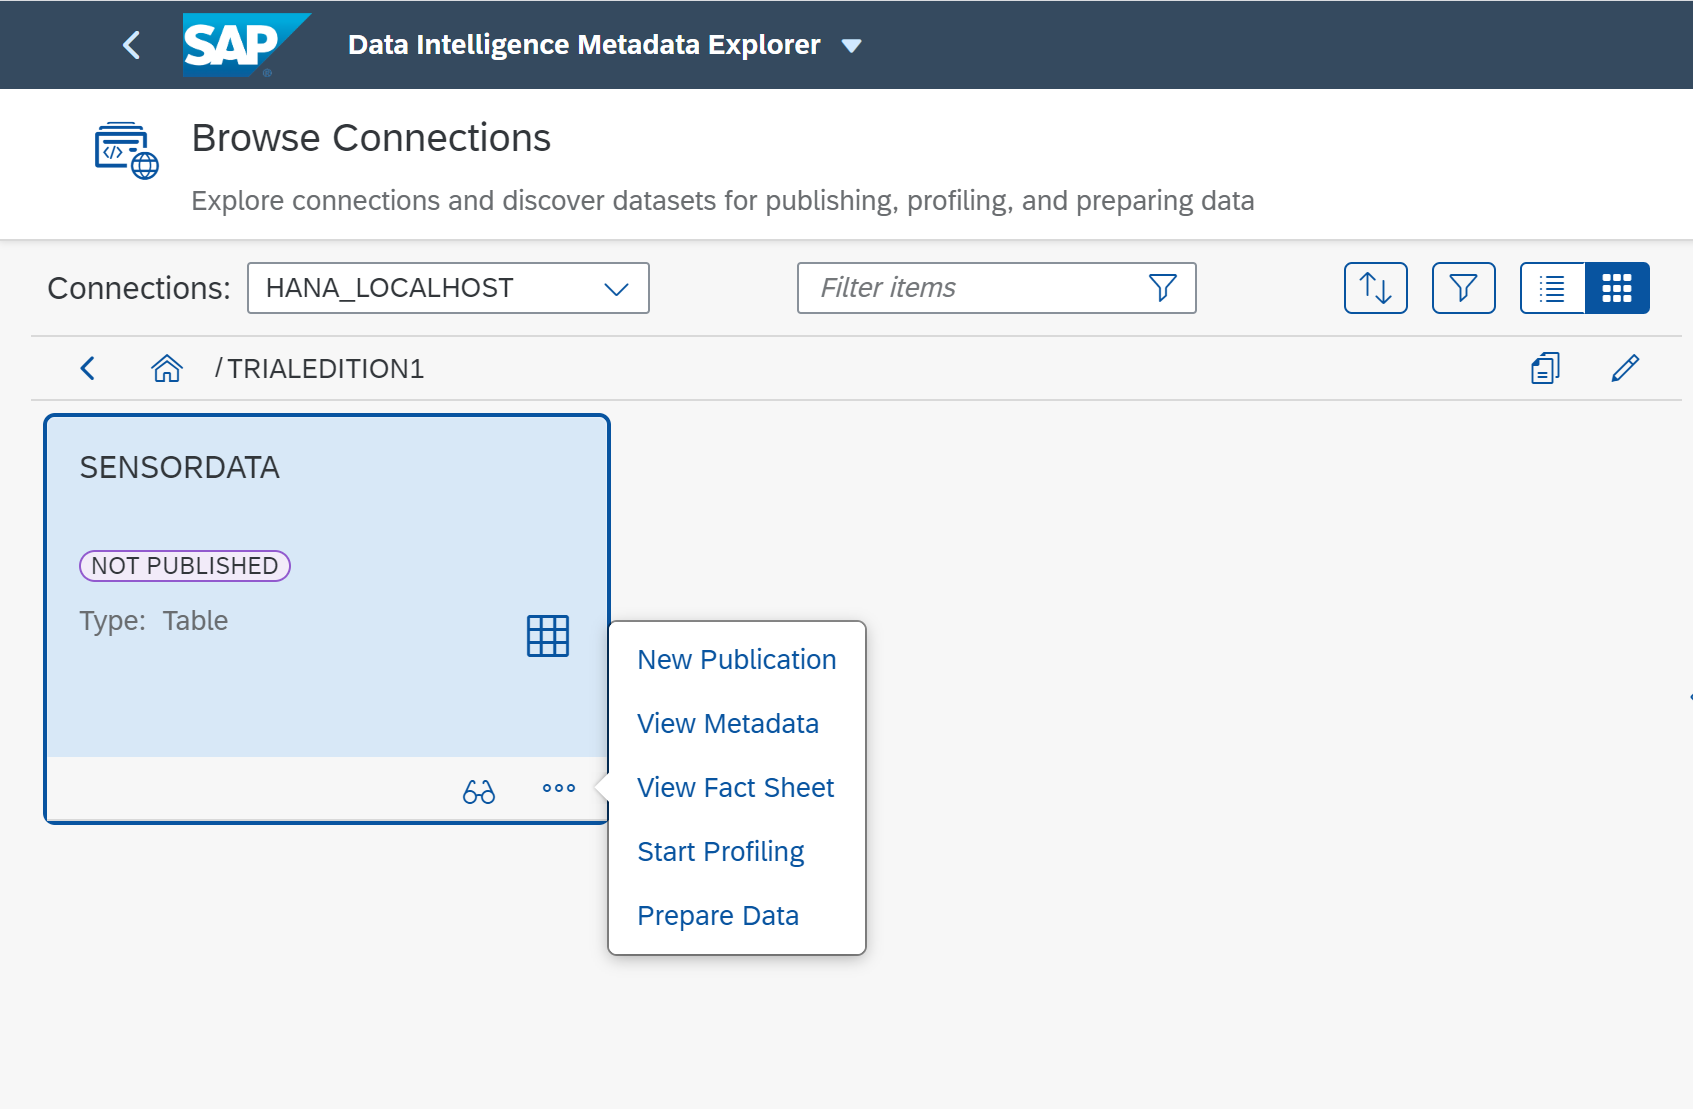 SAP
Data Intelligence Metadata Explorer
Browse Connections
Explore connections and discover datasets for publishing, profiling, and preparing data
Connections: HANA_LOCALHOST Filter items
/TRIALEDITION1
SENSORDATA
NOT PUBLISHED
Type: Table
New Publication
View Metadata
View Fact Sheet
Start Profiling
Prepare Data